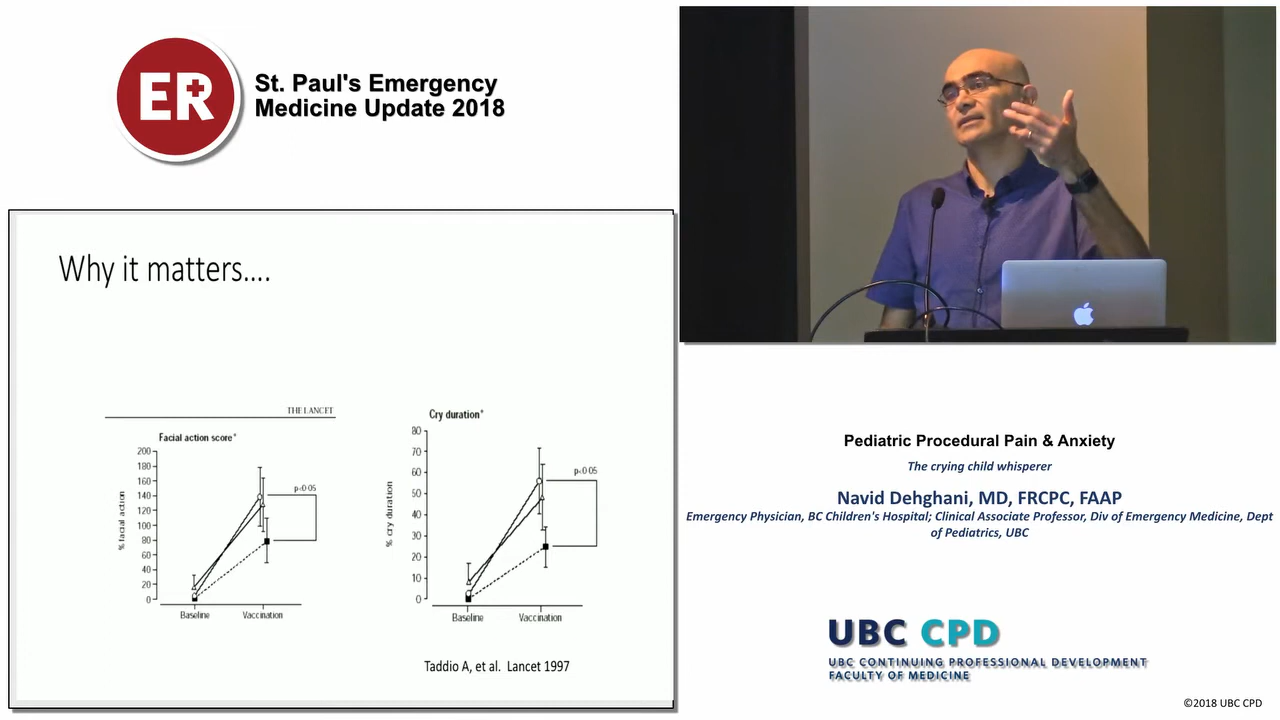 ER
St. Paul's Emergency
Medicine Update 2018
Why it matters....
THE LANCET
Facial action score*
200
180
160
140
120
100
80
60
40
20
0
% facial action
p<0·05
Baseline
Vaccination
Cry duration*
80
70
60
50
40
30
20
10
0
% cry duration
p<0·05
Baseline
Vaccination
Taddio A, et al. Lancet 1997
Pediatric Procedural Pain & Anxiety
The crying child whisperer
Navid Dehghani, MD, FRCPC, FAAP
Emergency Physician, BC Children's Hospital; Clinical Associate Professor, Div of Emergency Medicine, Dept
of Pediatrics, UBC
UBC CPD
UBC CONTINUING PROFESSIONAL DEVELOPMENT
FACULTY OF MEDICINE
©2018 UBC CPD